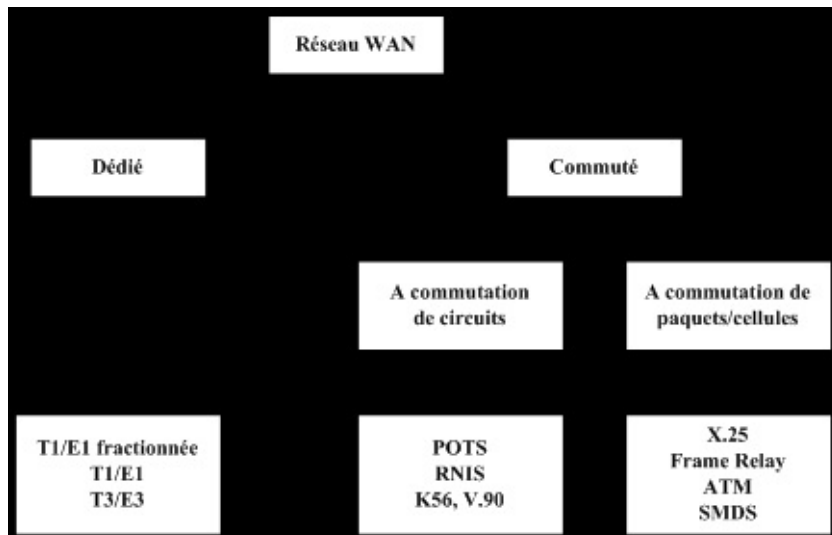 Réseau WAN
Dédié
Commuté
A commutation
de circuits
A commutation de
paquets/cellules
T1/E1 fractionnée
T1/E1
T3/E3
POTS
RNIS
K56, V.90
X.25
Frame Relay
ATM
SMDS